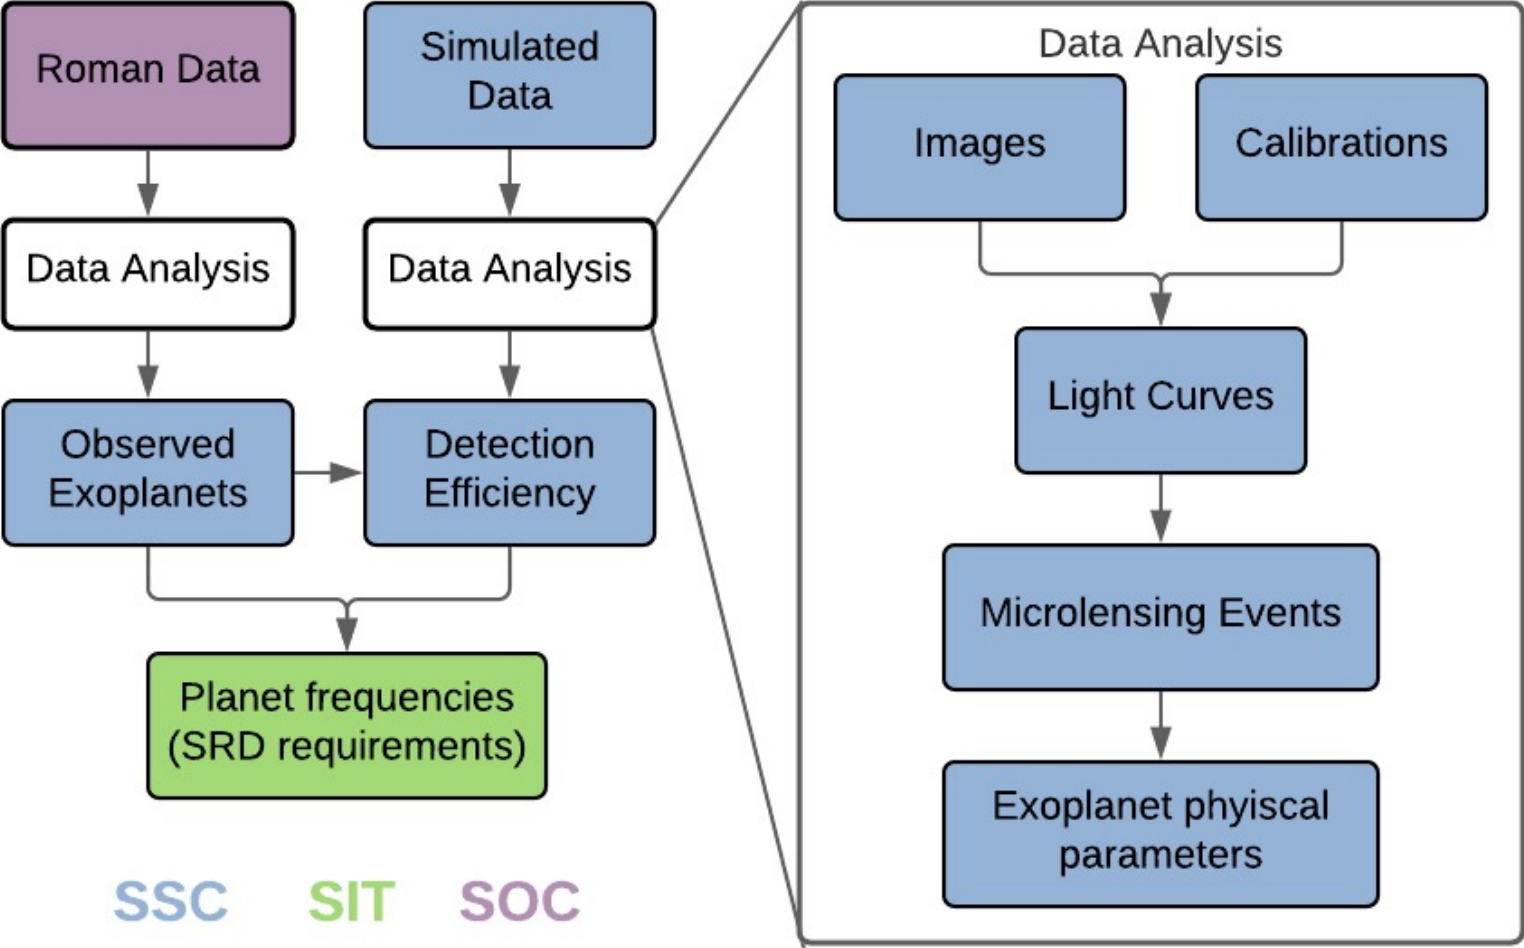 Roman Data
Simulated
Data
Data Analysis
Data Analysis
Observed
Exoplanets
Detection
Efficiency
Planet frequencies
(SRD requirements)
SSC SIT SOC
Data Analysis
Images
Calibrations
Light Curves
Microlensing Events
Exoplanet phyiscal
parameters